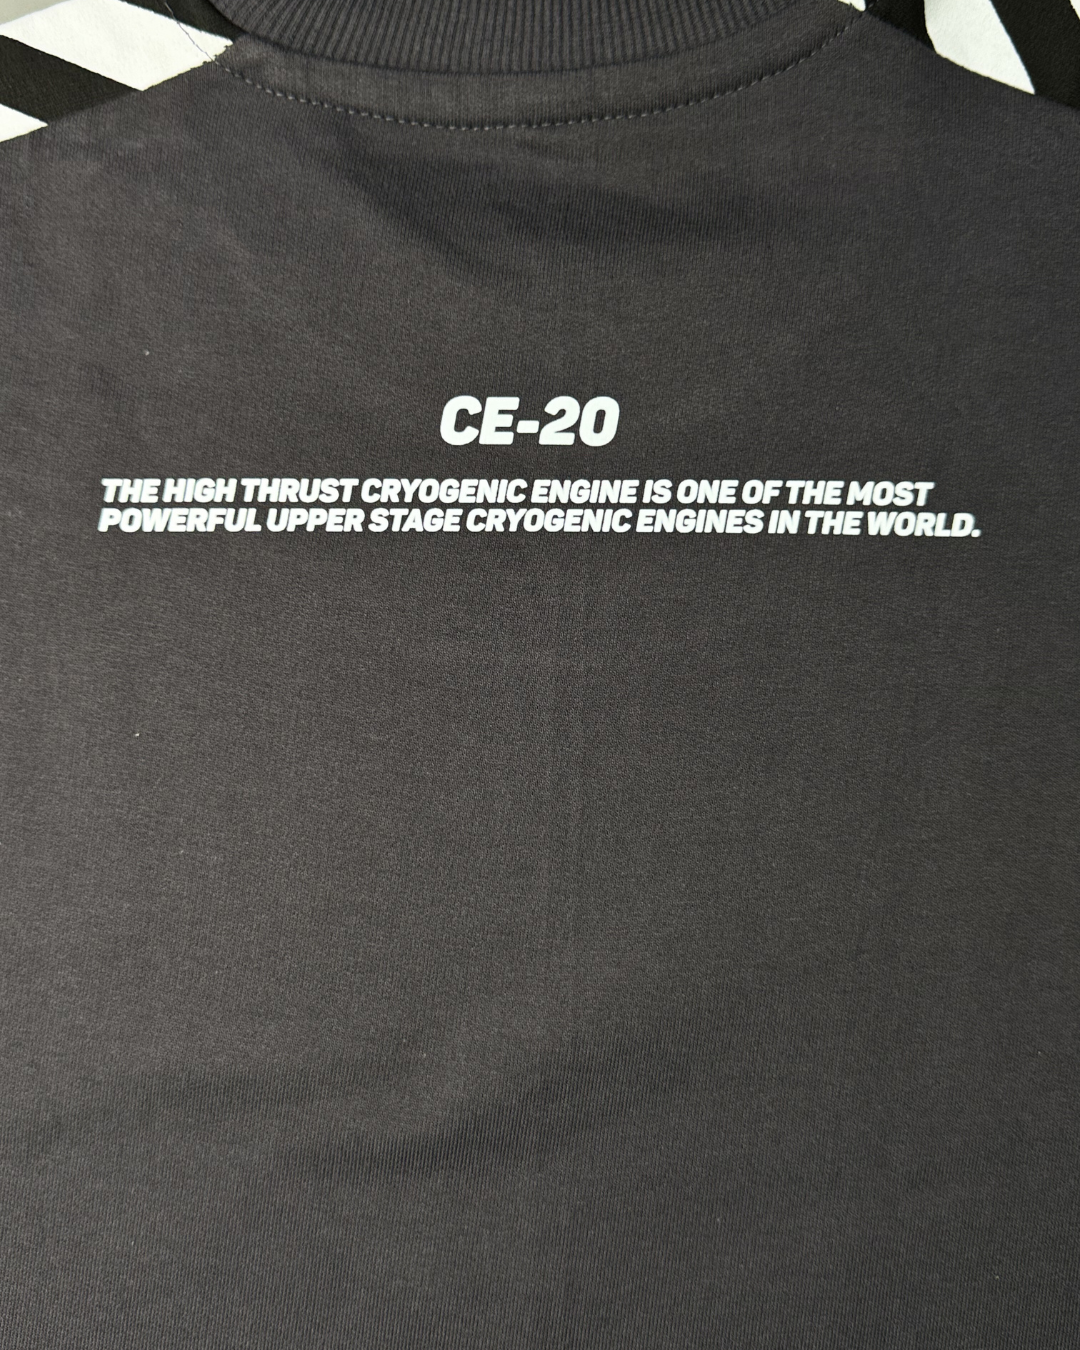 CE-20
THE HIGH THRUST CRYOGENIC ENGINE IS ONE OF THE MOST
POWERFUL UPPER STAGE CRYOGENIC ENGINES IN THE WORLD.